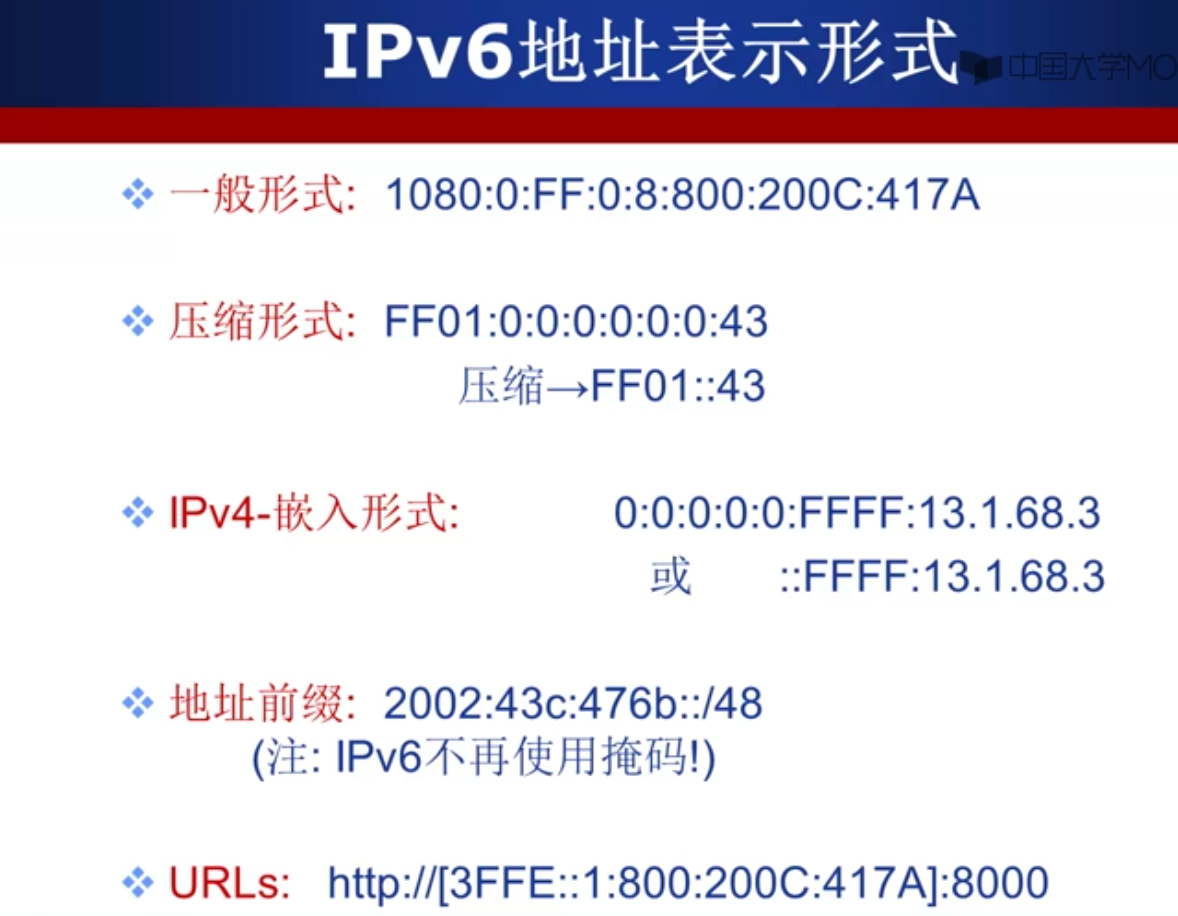 IPv6地址表示形式
中国大学MO
一般形式: 1080:0:FF:0:8:800:200C:417A
压缩形式: FF01:0:0:0:0:0:0:43
压缩→FF01::43
IPv4-嵌入形式: 0:0:0:0:0:FFFF:13.1.68.3
或 ::FFFF:13.1.68.3
地址前缀: 2002:43c:476b::/48
(注: IPv6不再使用掩码!)
URLs: http://[3FFE::1:800:200C:417A]:8000